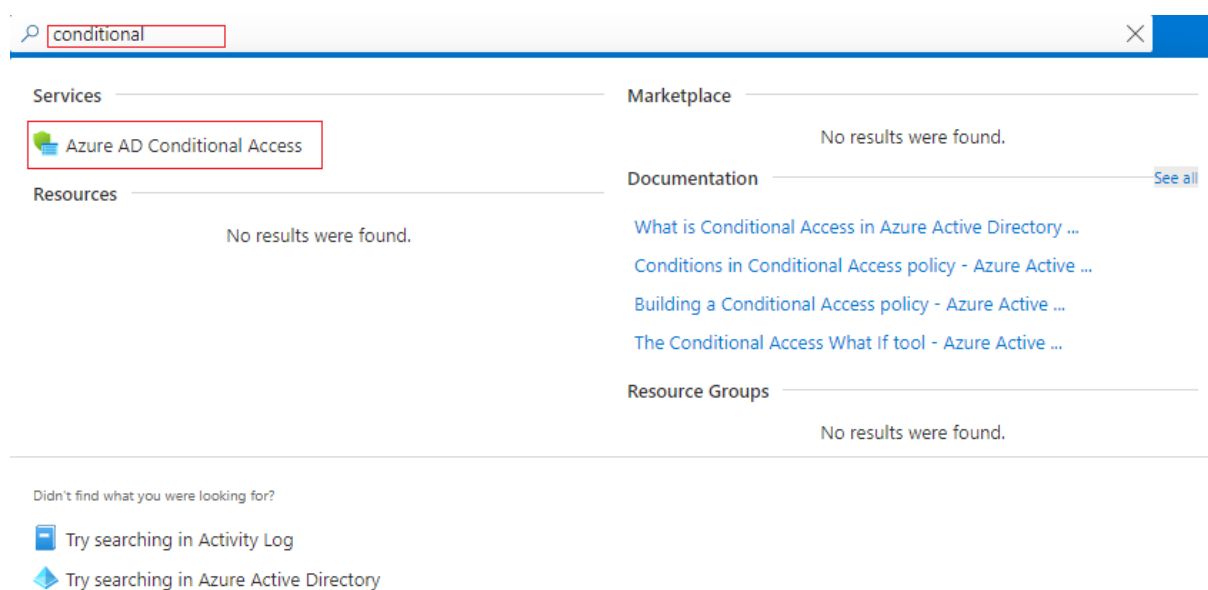 conditional
Services
Azure AD Conditional Access
Resources
No results were found.
Marketplace
No results were found.
Documentation
See all
What is Conditional Access in Azure Active Directory ...
Conditions in Conditional Access policy - Azure Active ...
Building a Conditional Access policy - Azure Active ...
The Conditional Access What If tool - Azure Active ...
Resource Groups
No results were found.
Didn't find what you were looking for?
Try searching in Activity Log
Try searching in Azure Active Directory